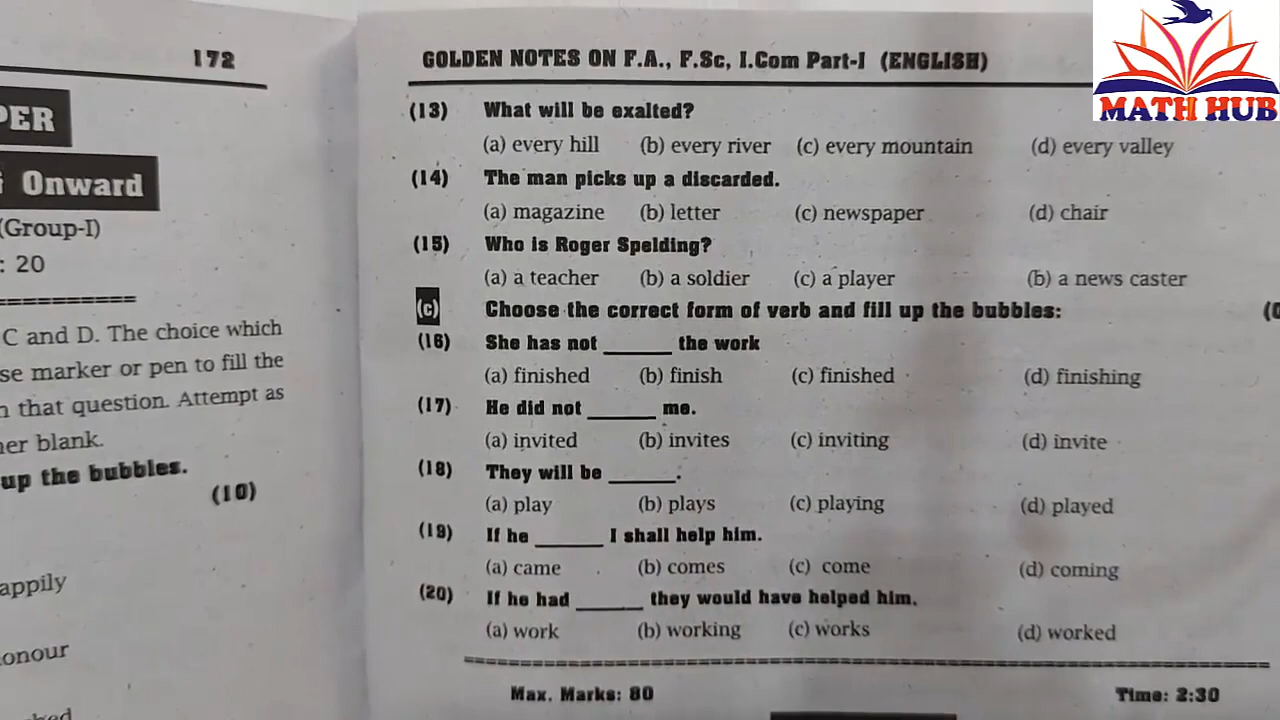 172
PER
Onward
(Group-I)
: 20
C and D. The choice which
se marker or pen to fill the
n that question. Attempt as
ner blank.
up the bubbles.
(10)
appily
onour
GOLDEN NOTES ON F.A., F.Sc, I.Com Part-I (ENGLISH)
MATH HUB
(13) What will be exalted?
(a) every hill (b) every river (c) every mountain (d) every valley
(14) The man picks up a discarded.
(a) magazine (b) letter (c) newspaper (d) chair
(15) Who is Roger Spelding?
(a) a teacher (b) a soldier (c) a player (b) a news caster
(c) Choose the correct form of verb and fill up the bubbles:
(16) She has not ______ the work
(a) finished (b) finish (c) finished (d) finishing
(17) He did not ______ me.
(a) invited (b) invites (c) inviting (d) invite
(18) They will be ______.
(a) play (b) plays (c) playing (d) played
(19) If he ______ I shall help him.
(a) came (b) comes (c) come (d) coming
(20) If he had ______ they would have helped him.
(a) work (b) working (c) works (d) worked
Max. Marks: 80 Time: 2:30